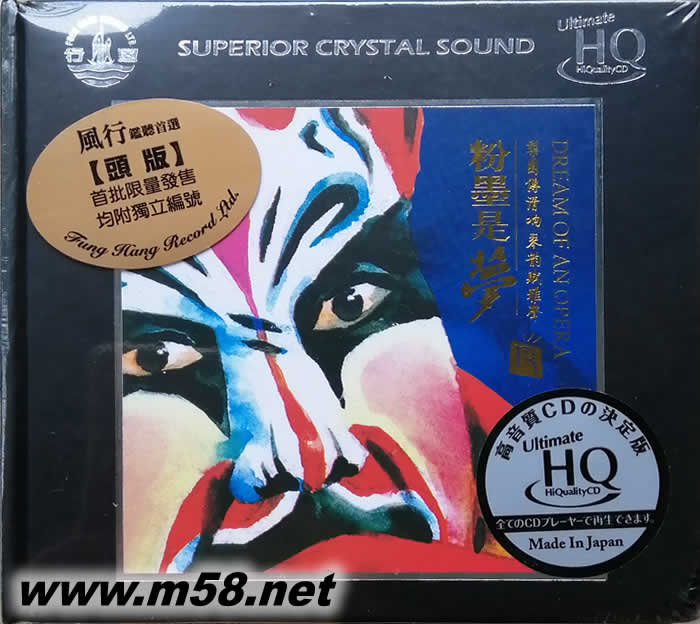 SUPERIOR CRYSTAL SOUND
Ultimate
HQ
HiQualityCD
風行鑑聽首選
【頭版】
首批限量發售
均附獨立編號
Fung Hang Record Ltd.
粉墨是夢
DREAM OF AN OPERA
高音質CDの決定版
Ultimate
HQ
HiQualityCD
全てのCDプレーヤーで再生できます。
Made In Japan
www.m58.net